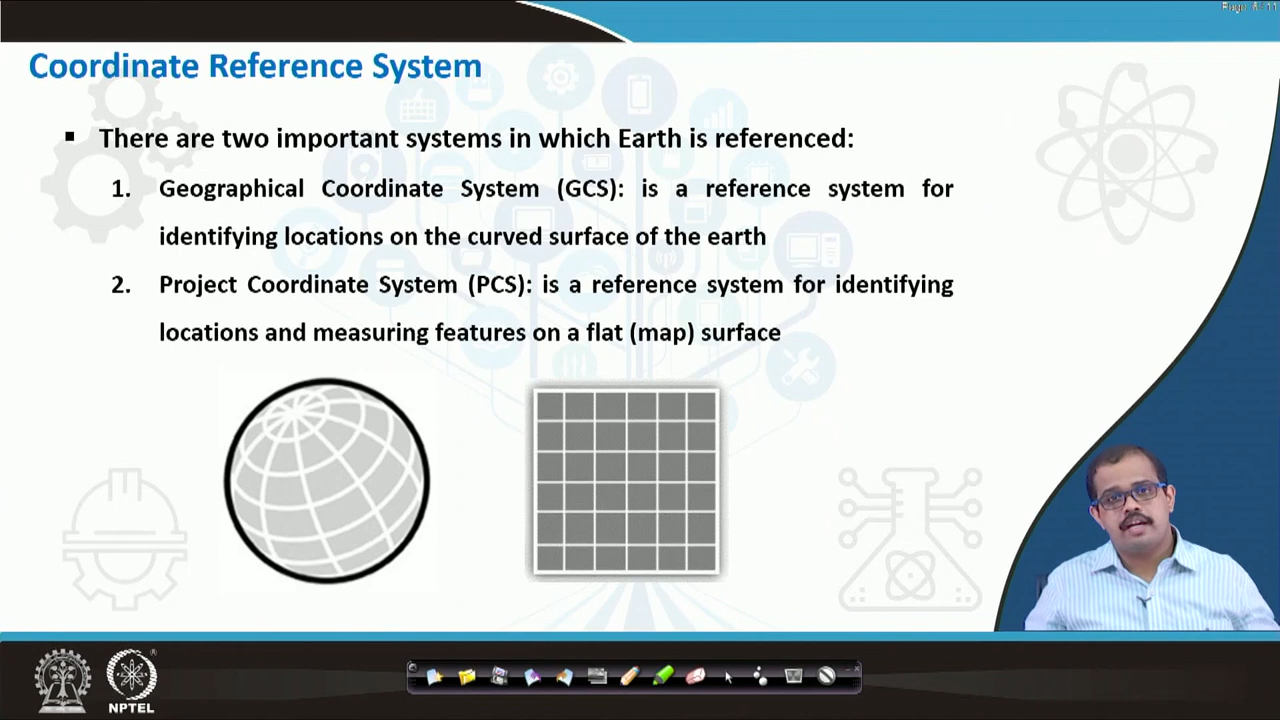 Coordinate Reference System
▪ There are two important systems in which Earth is referenced:
1. Geographical Coordinate System (GCS): is a reference system for
identifying locations on the curved surface of the earth
2. Project Coordinate System (PCS): is a reference system for identifying
locations and measuring features on a flat (map) surface
NPTEL